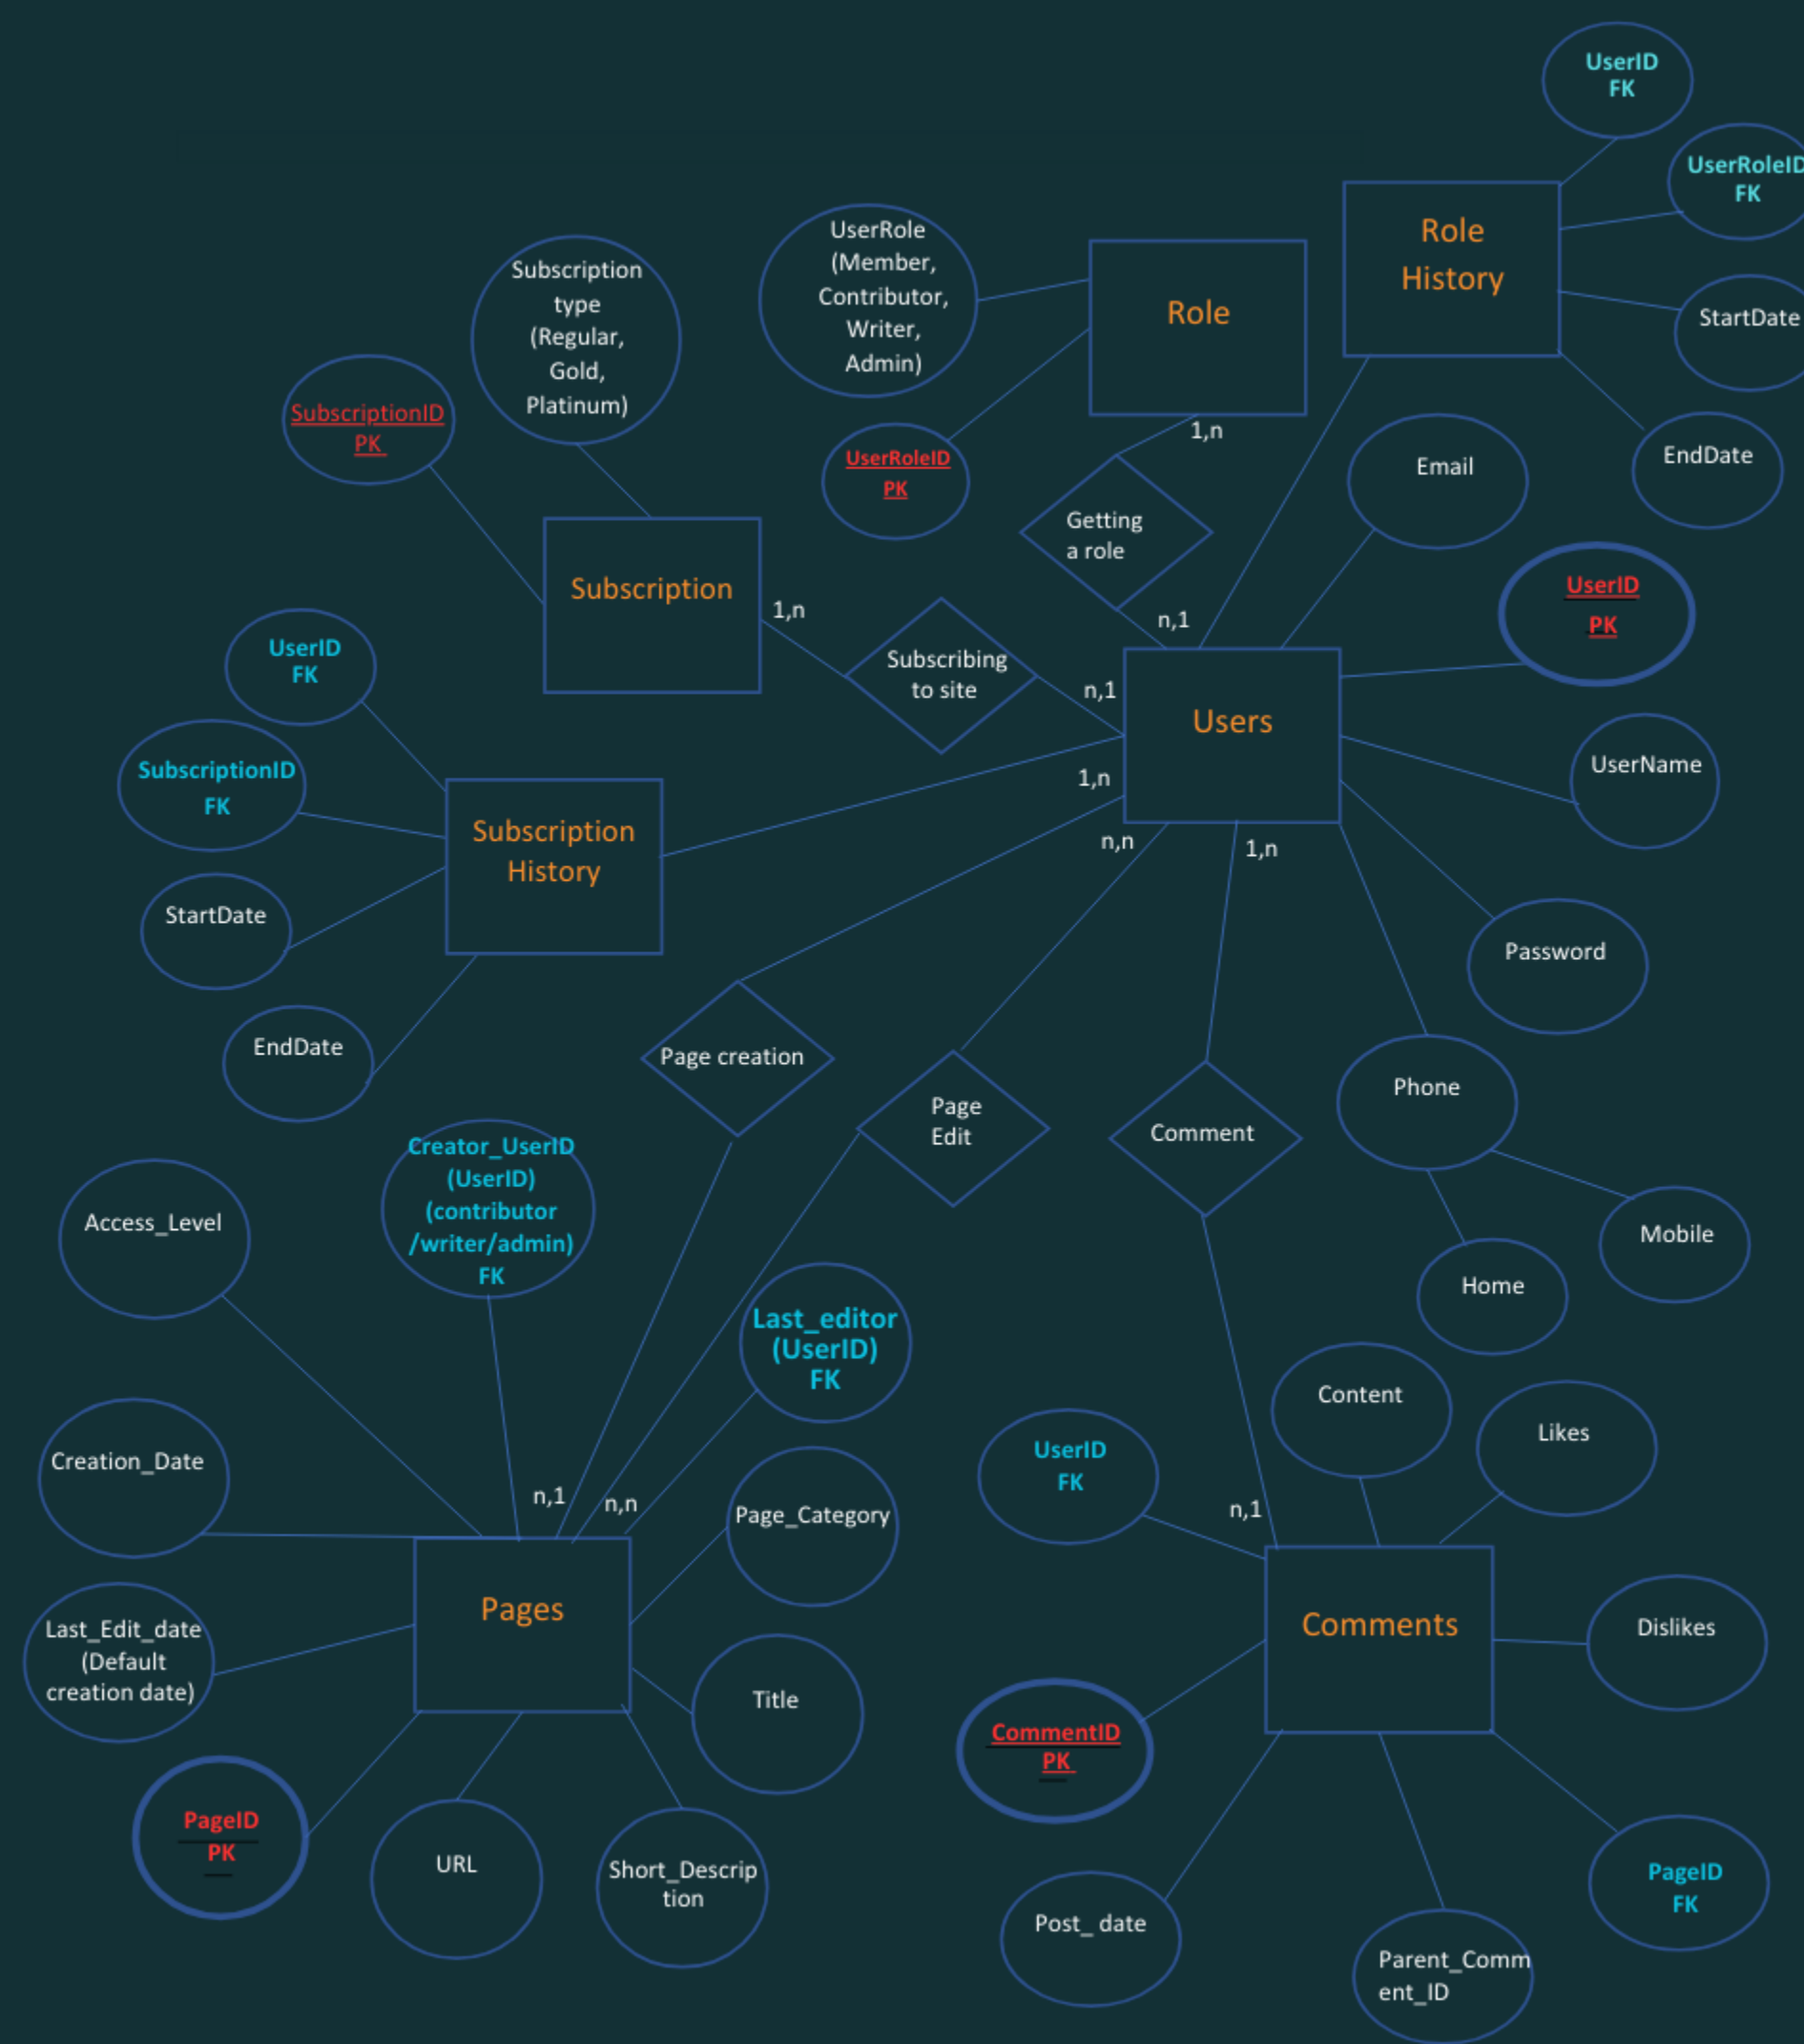 UserID
FK
UserRoleID
FK
Role
History
StartDate
EndDate
UserRole
(Member,
Contributor,
Writer,
Admin)
Role
UserRoleID
PK
1,n
Getting
a role
n,1
Subscription
type
(Regular,
Gold,
Platinum)
SubscriptionID
PK
Subscription
1,n
Subscribing
to site
n,1
Email
UserID
PK
Users
UserName
Password
Phone
Mobile
Home
UserID
FK
SubscriptionID
FK
Subscription
History
StartDate
EndDate
1,n
n,n
1,n
Page creation
Page
Edit
Comment
Creator_UserID
(UserID)
(contributor
/writer/admin)
FK
Access_Level
Last_editor
(UserID)
FK
Creation_Date
n,1
n,n
Page_Category
Pages
Last_Edit_date
(Default
creation date)
Title
PageID
PK
URL
Short_Descrip
tion
Content
Likes
UserID
FK
n,1
Comments
Dislikes
CommentID
PK
PageID
FK
Post_ date
Parent_Comm
ent_ID